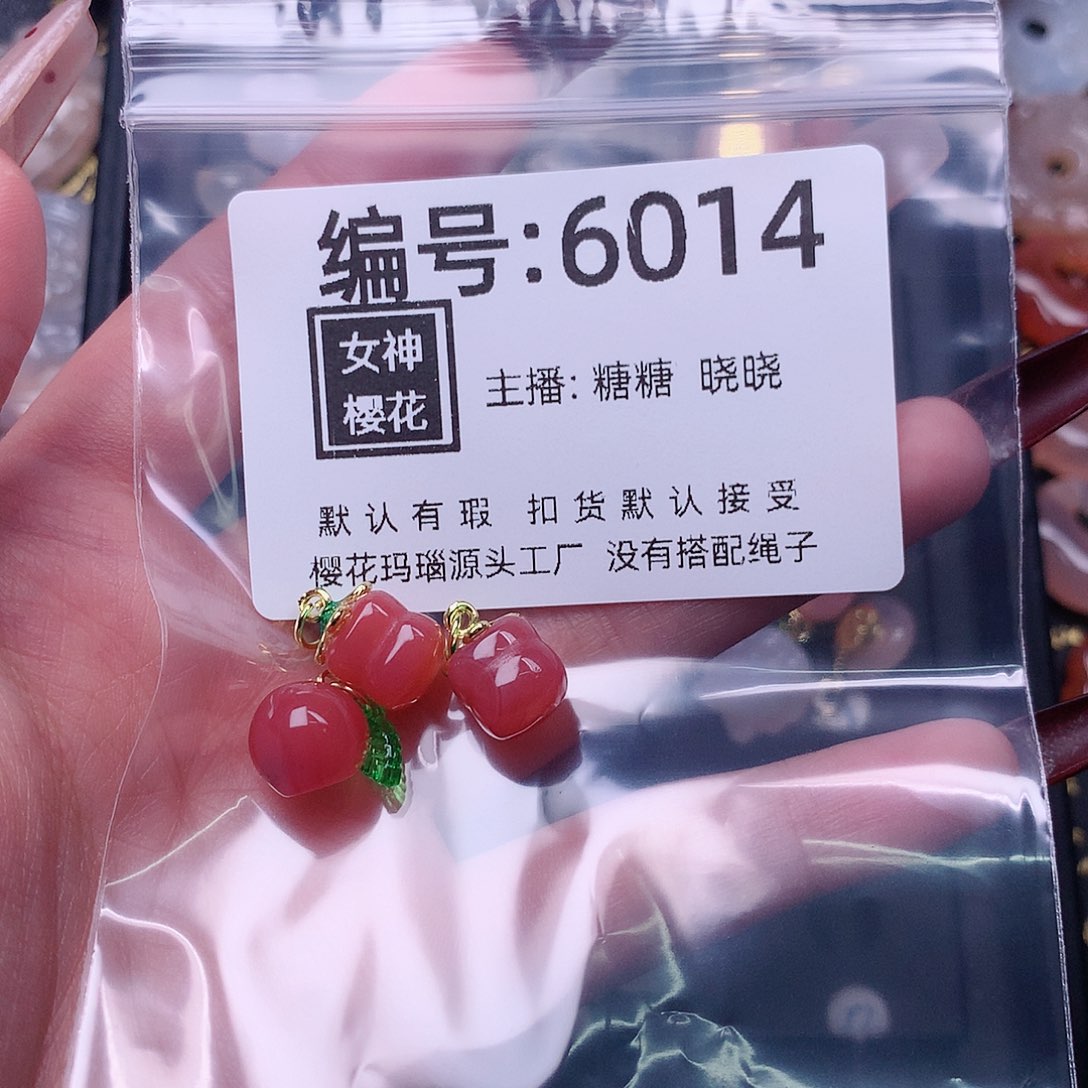 编号:6014
女神
樱花
主播: 糖糖 晓晓
默认有瑕 扣货默认接受
樱花玛瑙源头工厂 没有搭配绳子